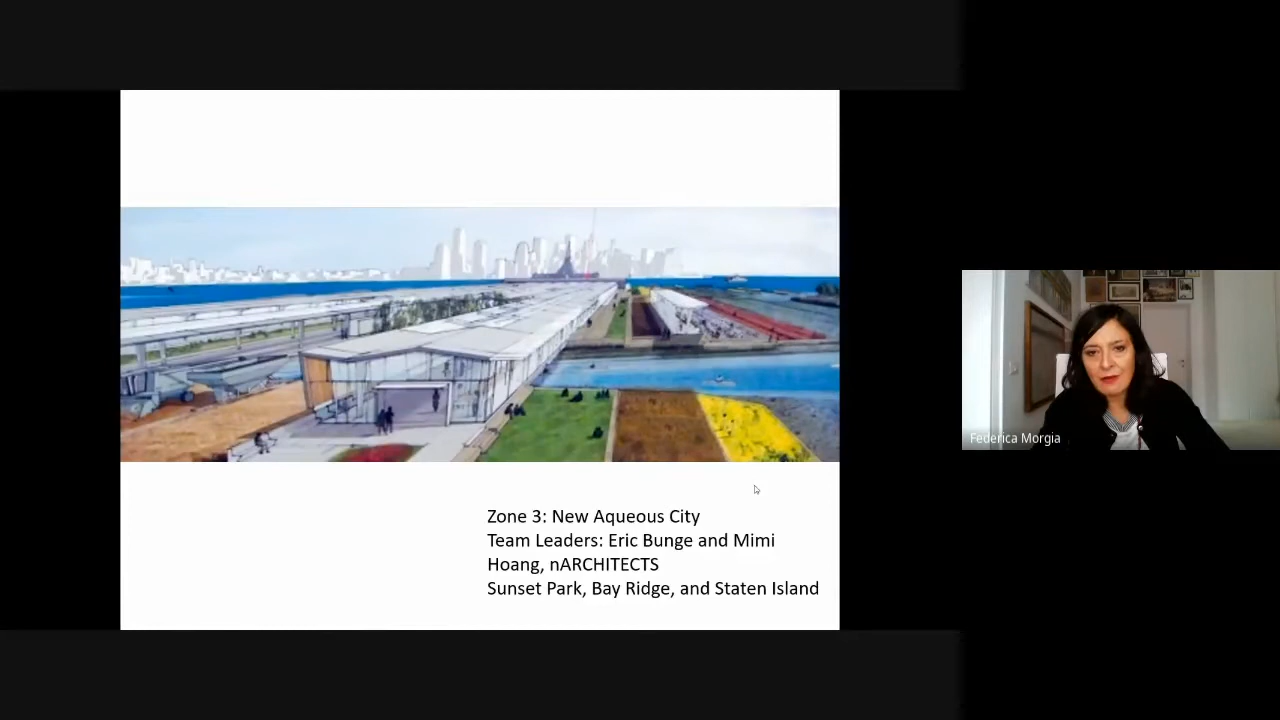 Zone 3: New Aqueous City
Team Leaders: Eric Bunge and Mimi
Hoang, nARCHITECTS
Sunset Park, Bay Ridge, and Staten Island
Federica Morgia